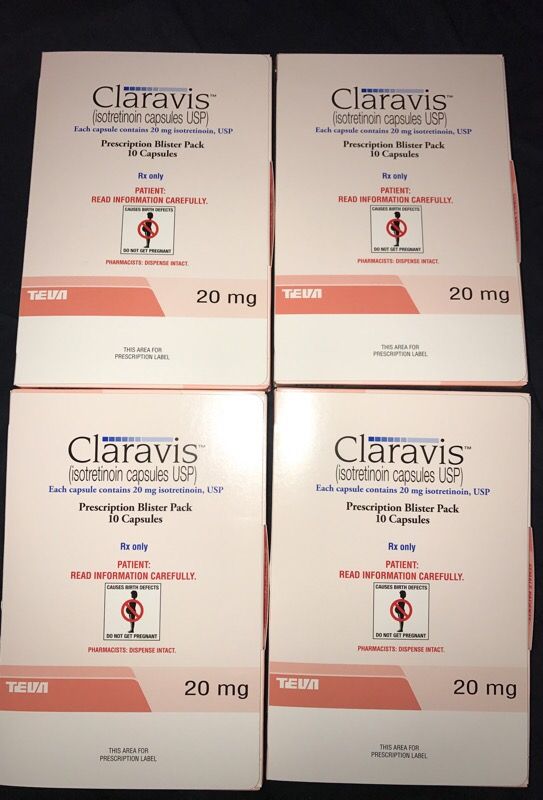 Claravis™
(isotretinoin capsules USP)
Each capsule contains 20 mg isotretinoin, USP
Prescription Blister Pack
10 Capsules
Rx only
PATIENT:
READ INFORMATION CAREFULLY.
CAUSES BIRTH DEFECTS
DO NOT GET PREGNANT
PHARMACISTS: DISPENSE INTACT.
TEVA
20 mg
THIS AREA FOR
PRESCRIPTION LABEL
Claravis™
(isotretinoin capsules USP)
Each capsule contains 20 mg isotretinoin, USP
Prescription Blister Pack
10 Capsules
Rx only
PATIENT:
READ INFORMATION CAREFULLY.
CAUSES BIRTH DEFECTS
DO NOT GET PREGNANT
PHARMACISTS: DISPENSE INTACT.
TEVA
20 mg
THIS AREA FOR
PRESCRIPTION LABEL
Claravis™
(isotretinoin capsules USP)
Each capsule contains 20 mg isotretinoin, USP
Prescription Blister Pack
10 Capsules
Rx only
PATIENT:
READ INFORMATION CAREFULLY.
CAUSES BIRTH DEFECTS
DO NOT GET PREGNANT
PHARMACISTS: DISPENSE INTACT.
TEVA
20 mg
THIS AREA FOR
PRESCRIPTION LABEL
Claravis™
(isotretinoin capsules USP)
Each capsule contains 20 mg isotretinoin, USP
Prescription Blister Pack
10 Capsules
Rx only
PATIENT:
READ INFORMATION CAREFULLY.
CAUSES BIRTH DEFECTS
DO NOT GET PREGNANT
PHARMACISTS: DISPENSE INTACT.
TEVA
20 mg
THIS AREA FOR
PRESCRIPTION LABEL